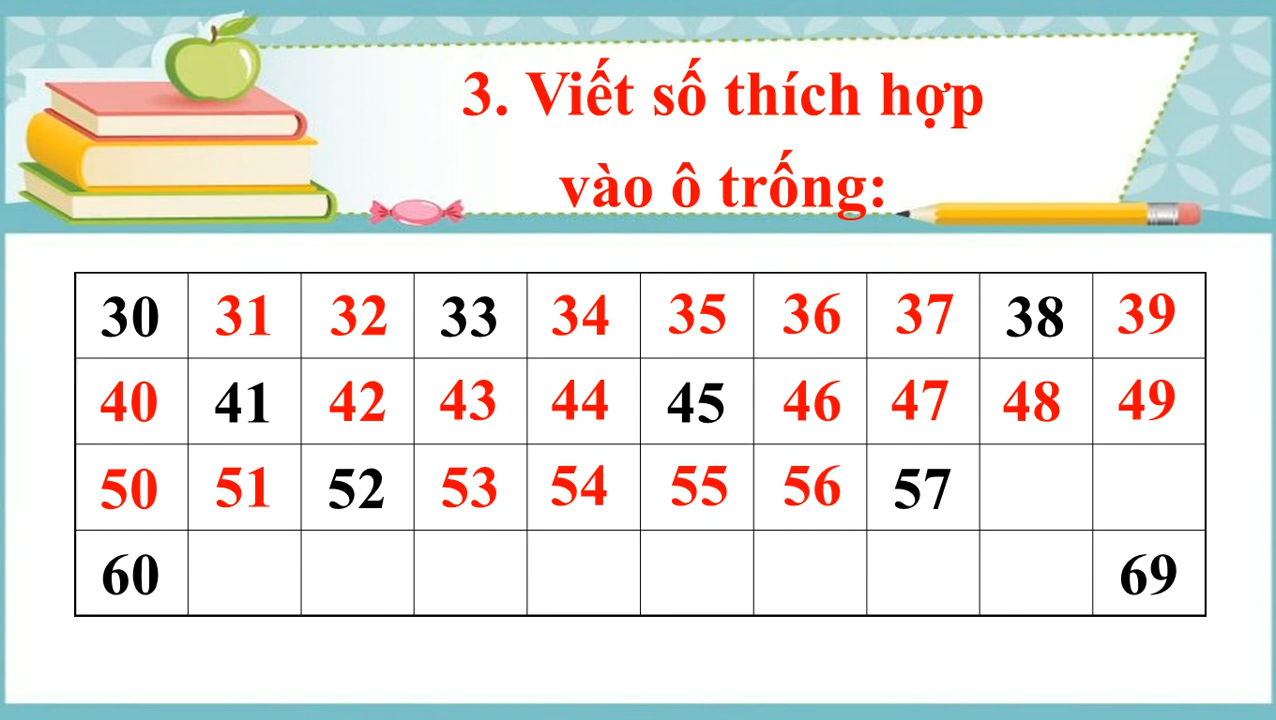 3. Viết số thích hợp
vào ô trống:
30 31 32 33 34 35 36 37 38 39
40 41 42 43 44 45 46 47 48 49
50 51 52 53 54 55 56 57
60 69